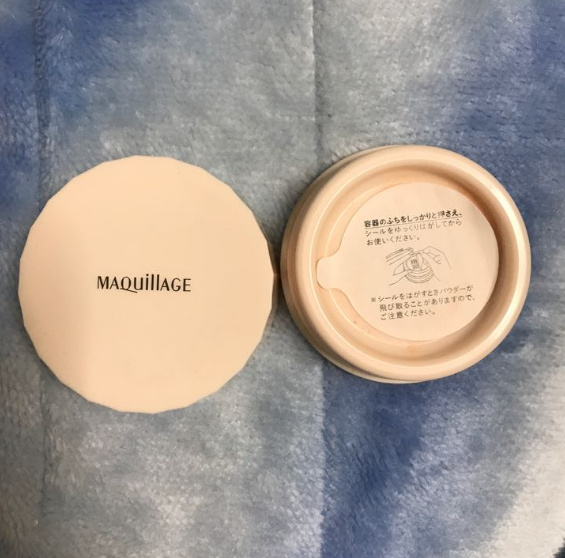 MAQuillAGE
容器のふちをしっかりと押さえ、
シールをゆっくりはがしてから
お使いください。
※シールをはがすときパウダーが
飛び散ることがありますので、
ご注意ください。